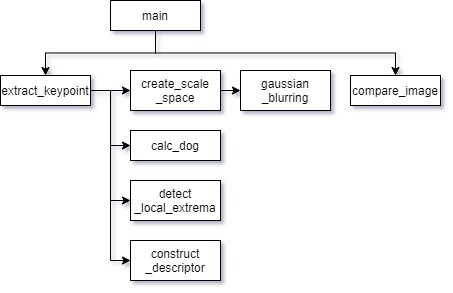 main
extract_keypoint
create_scale
_space
gaussian
_blurring
compare_image
calc_dog
detect
_local_extrema
construct
_descriptor